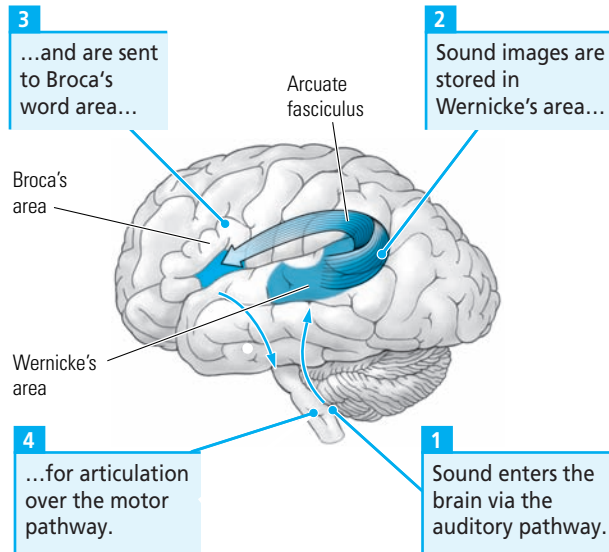 3
…and are sent
to Broca‘s
word area…
2
Sound images are
stored in
Wernicke’s area…
Arcuate
fasciculus
Broca’s
area
Wernicke’s
area
4
…for articulation
over the motor
pathway.
1
Sound enters the
brain via the
auditory pathway.